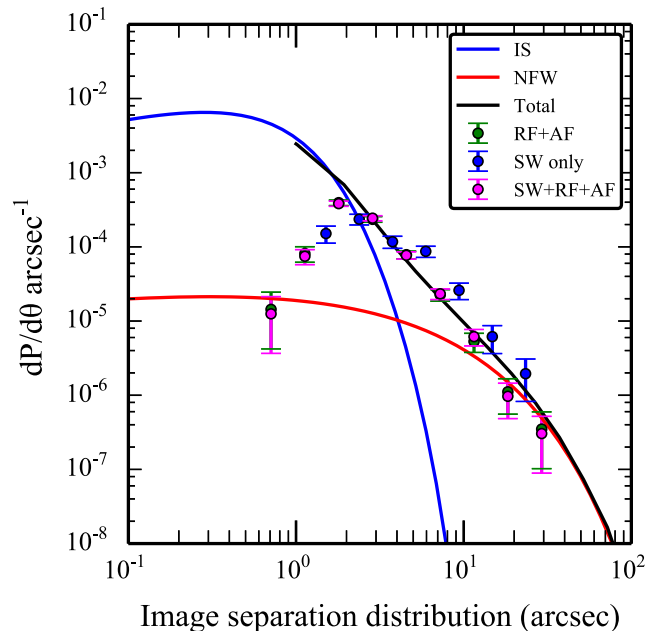 10⁻¹
10⁻²
10⁻³
10⁻⁴
10⁻⁵
10⁻⁶
10⁻⁷
10⁻⁸
dP/dθ arcsec⁻¹
IS
NFW
Total
RF+AF
SW only
SW+RF+AF
10⁻¹ 10⁰ 10¹ 10²
Image separation distribution (arcsec)